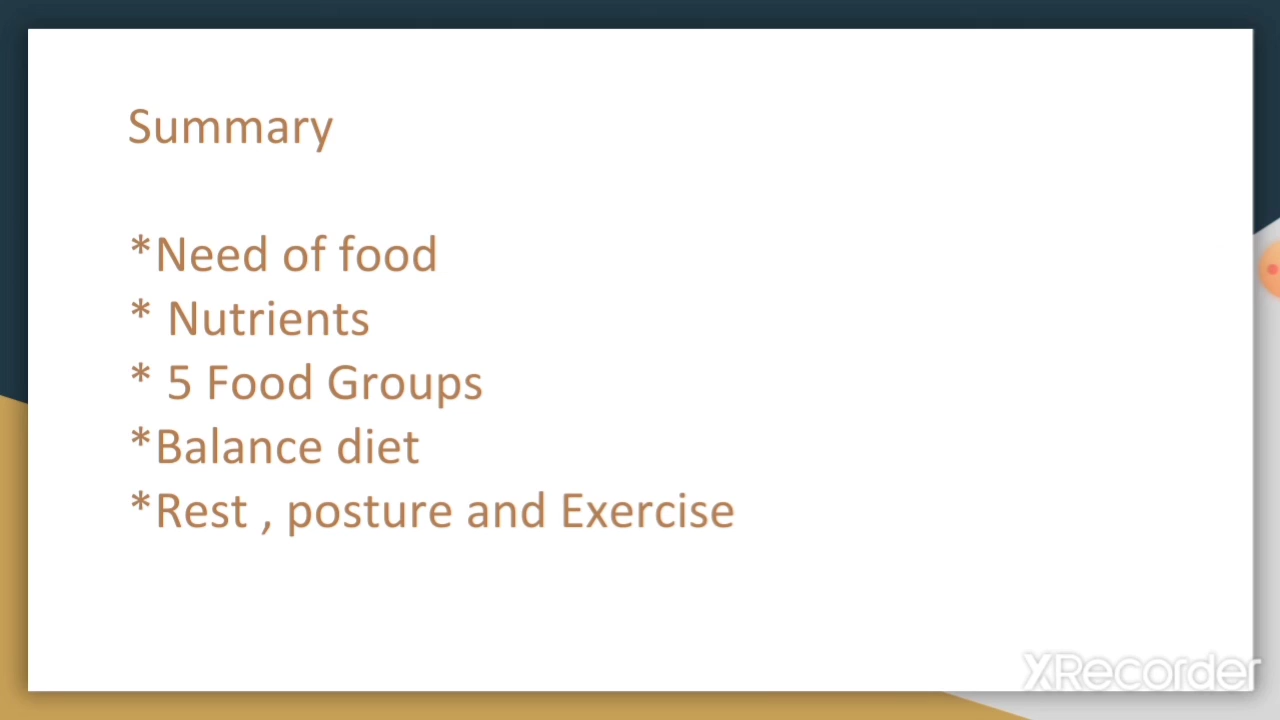 Summary
*Need of food
* Nutrients
* 5 Food Groups
*Balance diet
*Rest , posture and Exercise
XRecorder